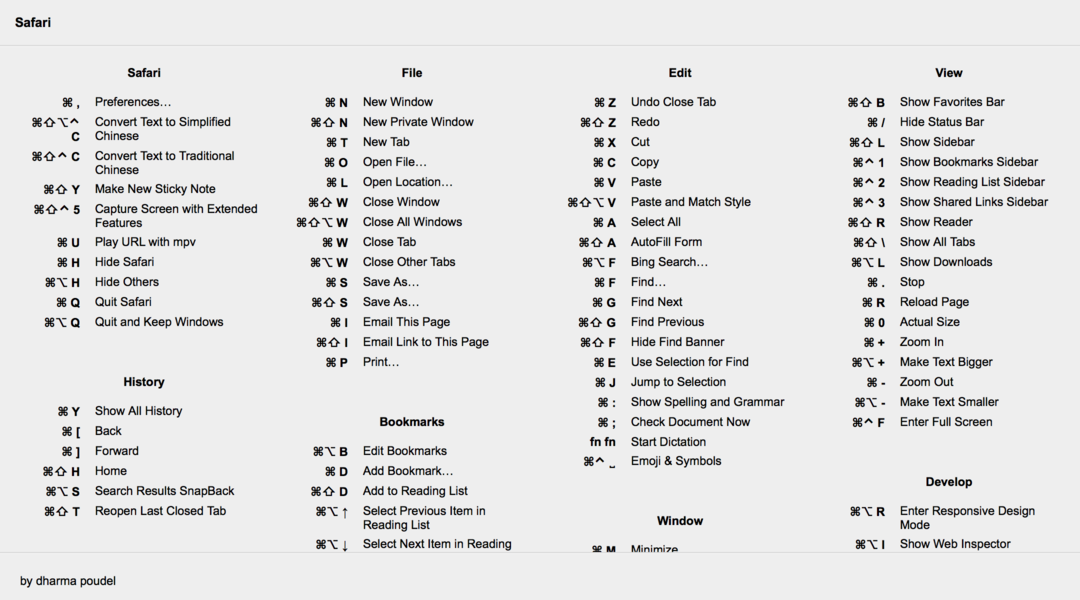 Safari
Safari
⌘ , Preferences…
⌘⇧⌥^ Convert Text to Simplified
C Chinese
⌘⇧^ C Convert Text to Traditional
Chinese
⌘⇧ Y Make New Sticky Note
⌘⇧^ 5 Capture Screen with Extended
Features
⌘ U Play URL with mpv
⌘ H Hide Safari
⌘⌥ H Hide Others
⌘ Q Quit Safari
⌘⌥ Q Quit and Keep Windows
History
⌘ Y Show All History
⌘ [ Back
⌘ ] Forward
⌘⇧ H Home
⌘⌥ S Search Results SnapBack
⌘⇧ T Reopen Last Closed Tab
File
⌘ N New Window
⌘⇧ N New Private Window
⌘ T New Tab
⌘ O Open File…
⌘ L Open Location…
⌘⇧ W Close Window
⌘⇧⌥ W Close All Windows
⌘ W Close Tab
⌘⌥ W Close Other Tabs
⌘ S Save As…
⌘⇧ S Save As…
⌘ I Email This Page
⌘⇧ I Email Link to This Page
⌘ P Print…
Bookmarks
⌘⌥ B Edit Bookmarks
⌘ D Add Bookmark…
⌘⇧ D Add to Reading List
⌘⌥ ↑ Select Previous Item in
Reading List
⌘⌥ ↓ Select Next Item in Reading
Edit
⌘ Z Undo Close Tab
⌘⇧ Z Redo
⌘ X Cut
⌘ C Copy
⌘ V Paste
⌘⇧⌥ V Paste and Match Style
⌘ A Select All
⌘⇧ A AutoFill Form
⌘⌥ F Bing Search…
⌘ F Find…
⌘ G Find Next
⌘⇧ G Find Previous
⌘⇧ F Hide Find Banner
⌘ E Use Selection for Find
⌘ J Jump to Selection
⌘ : Show Spelling and Grammar
⌘ ; Check Document Now
fn fn Start Dictation
⌘^ ␣ Emoji & Symbols
Window
⌘ M Minimize
View
⌘⇧ B Show Favorites Bar
⌘ / Hide Status Bar
⌘⇧ L Show Sidebar
⌘^ 1 Show Bookmarks Sidebar
⌘^ 2 Show Reading List Sidebar
⌘^ 3 Show Shared Links Sidebar
⌘⇧ R Show Reader
⌘⇧ \ Show All Tabs
⌘⌥ L Show Downloads
⌘ . Stop
⌘ R Reload Page
⌘ 0 Actual Size
⌘ + Zoom In
⌘⌥ + Make Text Bigger
⌘ - Zoom Out
⌘⌥ - Make Text Smaller
⌘^ F Enter Full Screen
Develop
⌘⌥ R Enter Responsive Design
Mode
⌘⌥ I Show Web Inspector
by dharma poudel